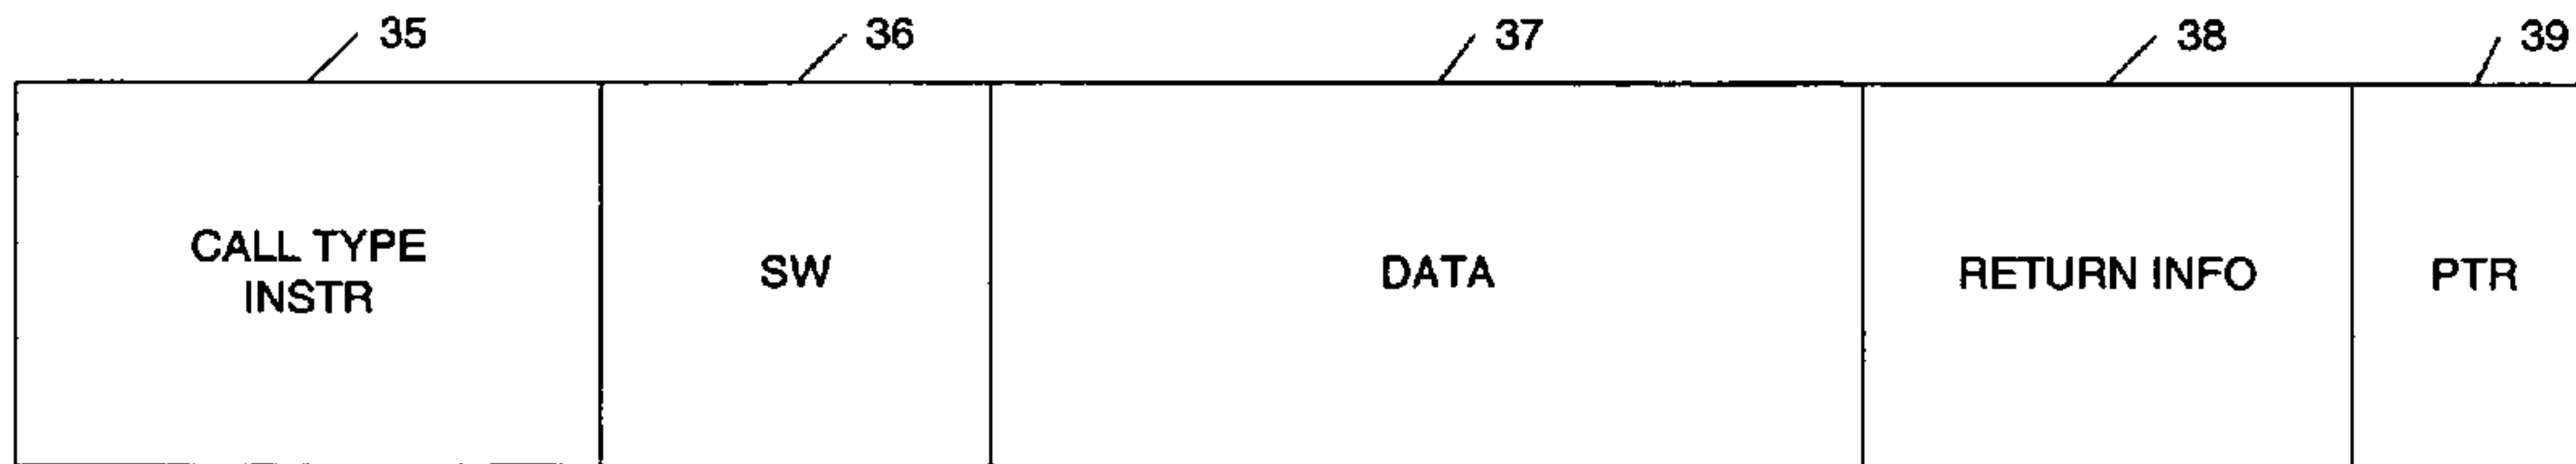 35
36
37
38
39
CALL TYPE
INSTR
SW
DATA
RETURN INFO
PTR